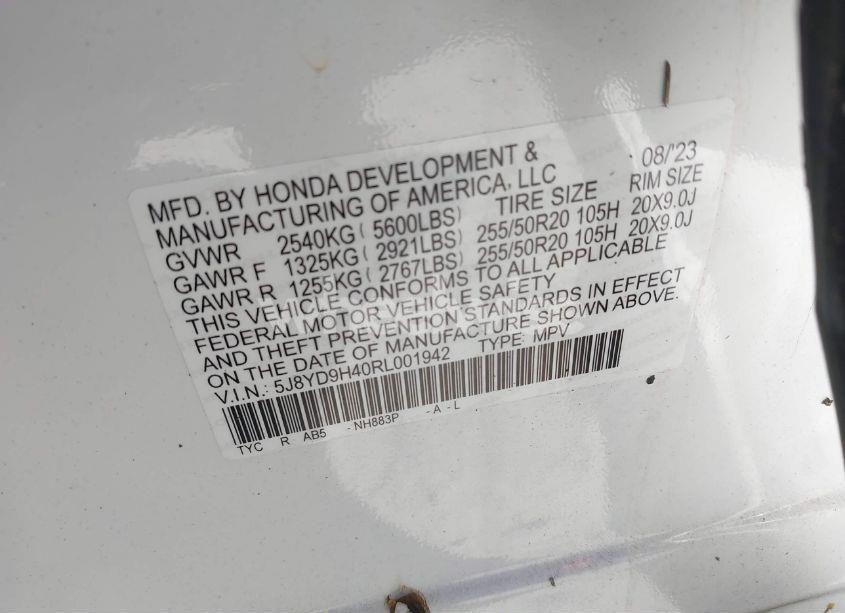 MFD. BY HONDA DEVELOPMENT & 08/'23
MANUFACTURING OF AMERICA, LLC
TIRE SIZE RIM SIZE
GVWR 2540KG( 5600LBS)
GAWR F 1325KG( 2921LBS) 255/50R20 105H 20X9.0J
GAWR R 1255KG( 2767LBS) 255/50R20 105H 20X9.0J
THIS VEHICLE CONFORMS TO ALL APPLICABLE
FEDERAL MOTOR VEHICLE SAFETY
AND THEFT PREVENTION STANDARDS IN EFFECT
ON THE DATE OF MANUFACTURE SHOWN ABOVE.
V.I.N.: 5J8YD9H40RL001942 TYPE: MPV
TYC R AB5 - NH883P - A - L